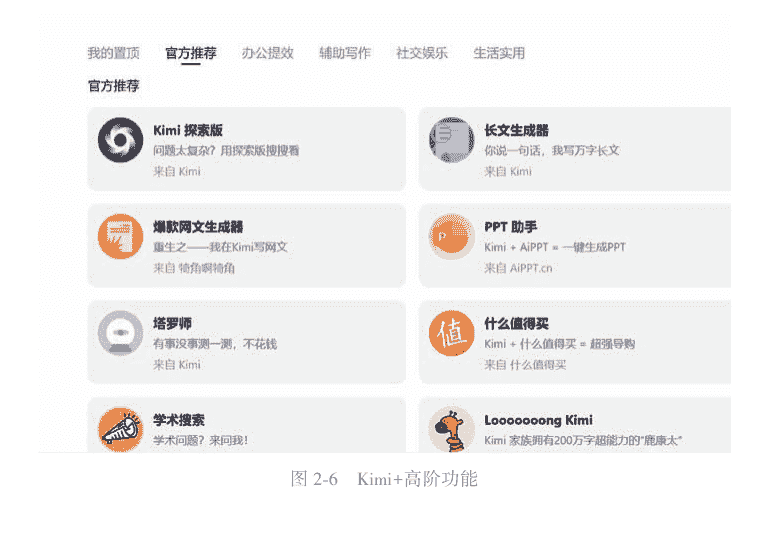 我的置顶 官方推荐 办公提效 辅助写作 社交娱乐 生活实用
官方推荐
Kimi 探索版
问题太复杂？用探索版搜搜看
来自 Kimi
长文生成器
你说一句话，我写万字长文
来自 Kimi
爆款网文生成器
重生之——我在Kimi写网文
来自 犄角啊犄角
PPT 助手
Kimi + AiPPT = 一键生成PPT
来自 AiPPT.cn
塔罗师
有事没事测一测，不花钱
来自 Kimi
值
什么值得买
Kimi + 什么值得买 = 超强导购
来自 什么值得买
学术搜索
学术问题？来问我！
Looooooong Kimi
Kimi 家族拥有200万字超能力的“鹿康太”
图 2-6 Kimi+高阶功能